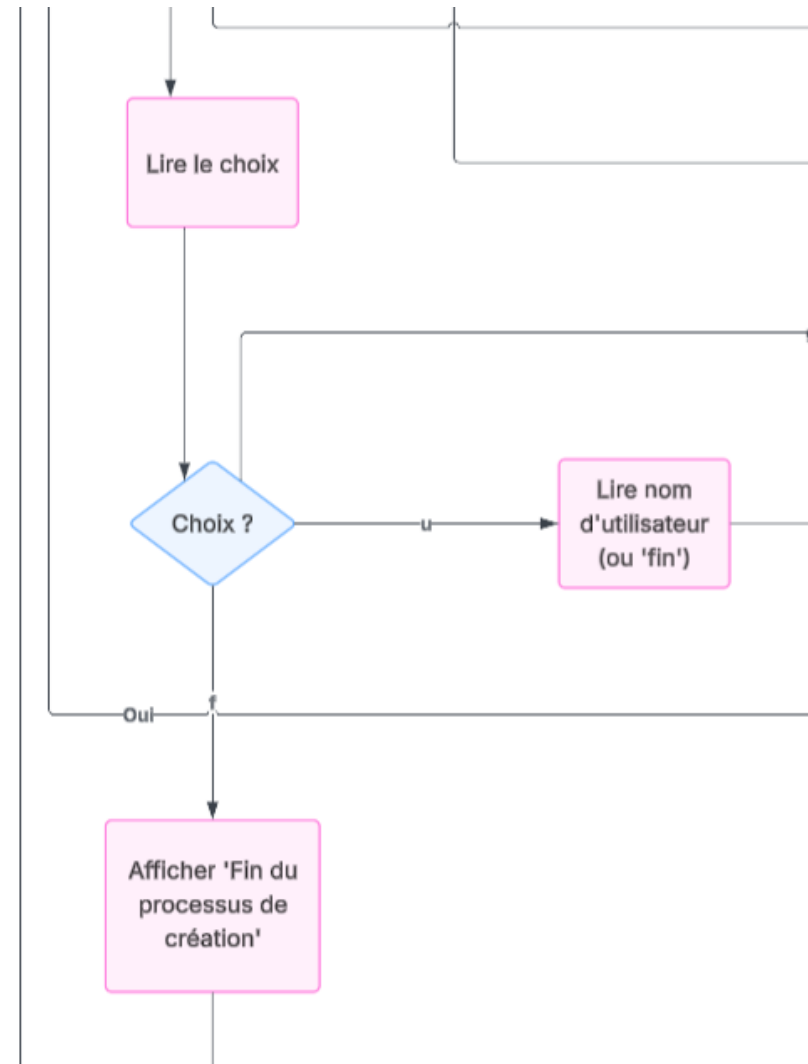 Lire le choix
Choix ?
u
Lire nom
d'utilisateur
(ou 'fin')
f
Oui
Afficher 'Fin du
processus de
création'